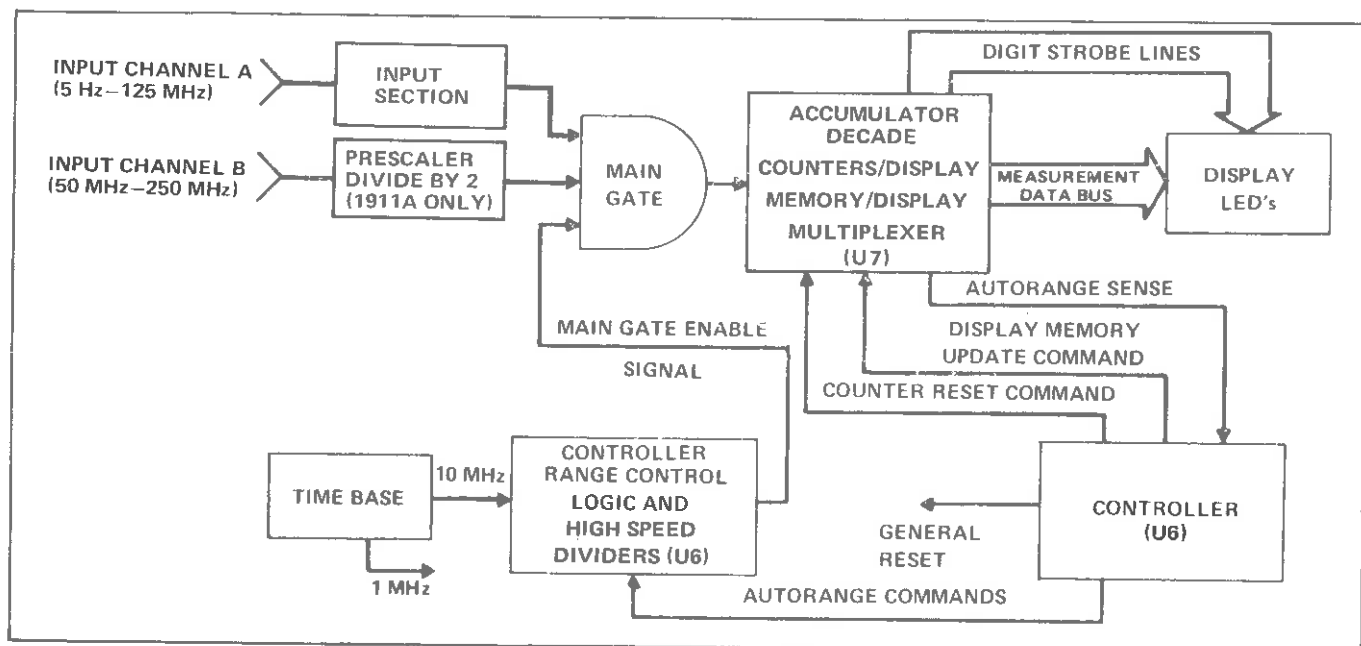 INPUT CHANNEL A
(5 Hz–125 MHz)
INPUT
SECTION
INPUT CHANNEL B
(50 MHz–250 MHz)
PRESCALER
DIVIDE BY 2
(1911A ONLY)
MAIN
GATE
ACCUMULATOR
DECADE
COUNTERS/DISPLAY
MEMORY/DISPLAY
MULTIPLEXER
(U7)
DIGIT STROBE LINES
MEASUREMENT
DATA BUS
DISPLAY
LED's
AUTORANGE SENSE
DISPLAY MEMORY
UPDATE COMMAND
COUNTER RESET COMMAND
MAIN GATE ENABLE
SIGNAL
TIME BASE
10 MHz
1 MHz
CONTROLLER
RANGE CONTROL
LOGIC AND
HIGH SPEED
DIVIDERS (U6)
GENERAL
RESET
CONTROLLER
(U6)
AUTORANGE COMMANDS